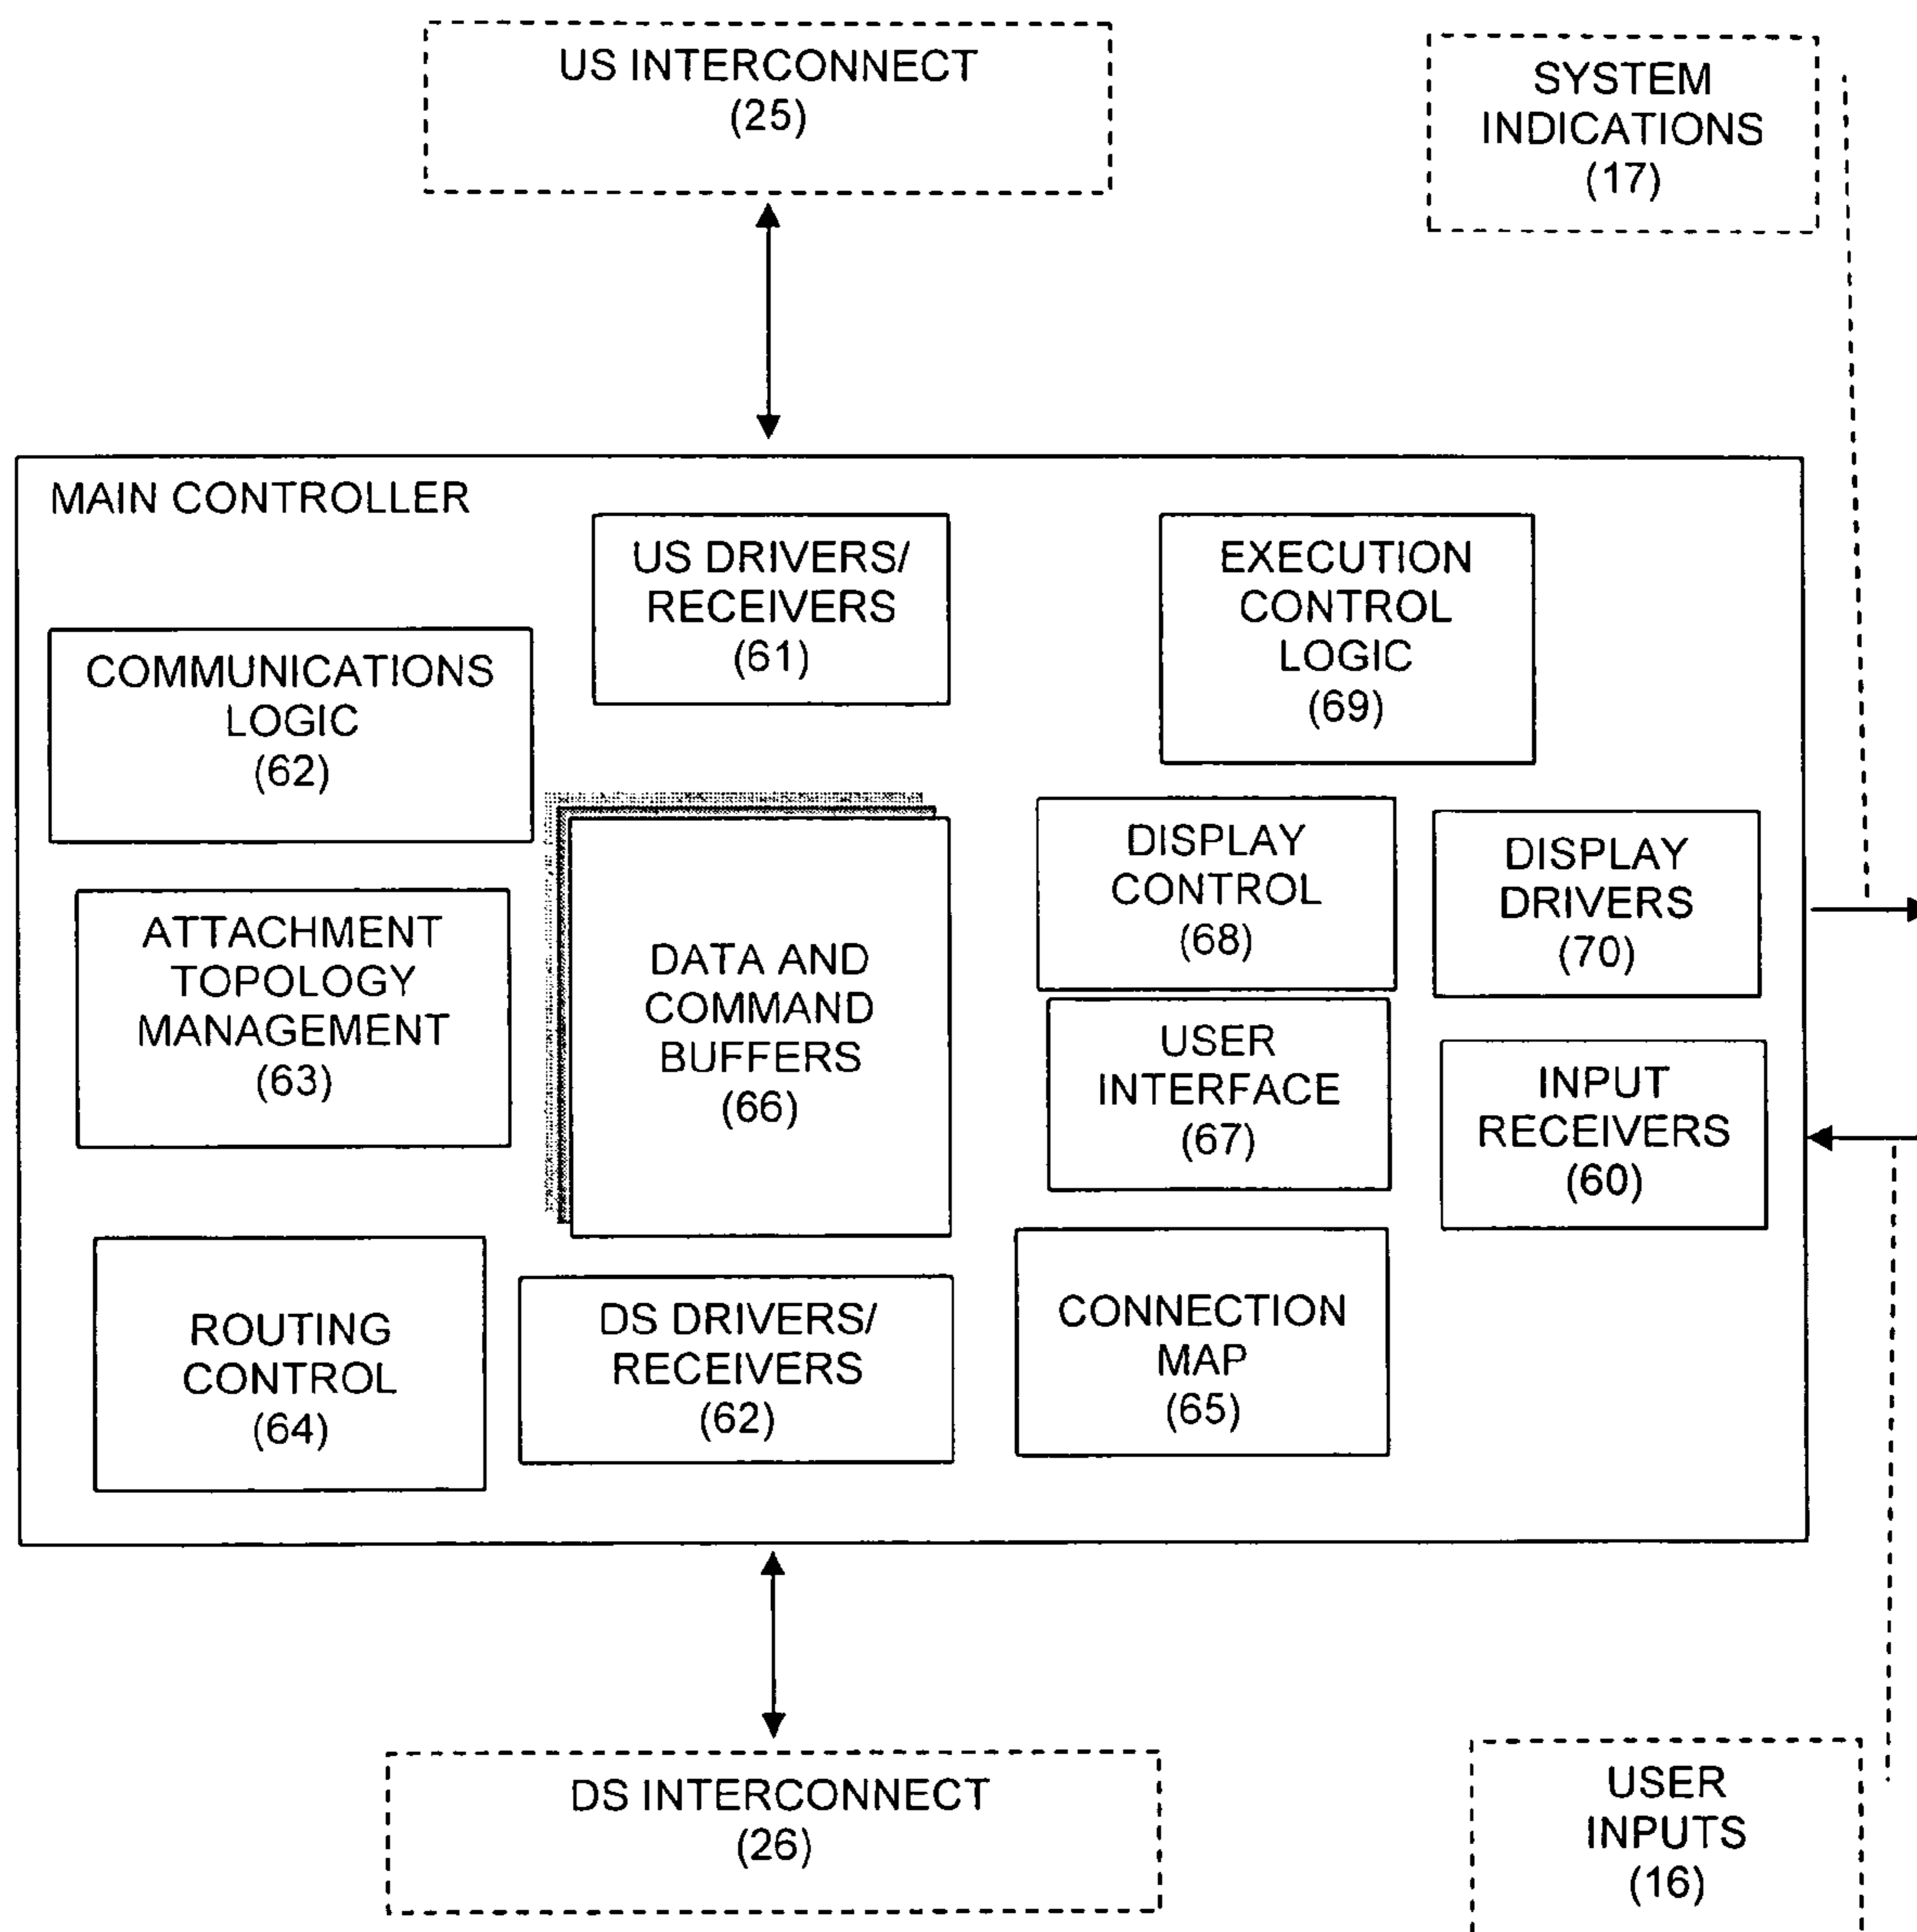 US INTERCONNECT
(25)
SYSTEM
INDICATIONS
(17)
MAIN CONTROLLER
US DRIVERS/
RECEIVERS
(61)
EXECUTION
CONTROL
LOGIC
(69)
COMMUNICATIONS
LOGIC
(62)
DISPLAY
CONTROL
(68)
DISPLAY
DRIVERS
(70)
ATTACHMENT
TOPOLOGY
MANAGEMENT
(63)
DATA AND
COMMAND
BUFFERS
(66)
USER
INTERFACE
(67)
INPUT
RECEIVERS
(60)
ROUTING
CONTROL
(64)
DS DRIVERS/
RECEIVERS
(62)
CONNECTION
MAP
(65)
DS INTERCONNECT
(26)
USER
INPUTS
(16)